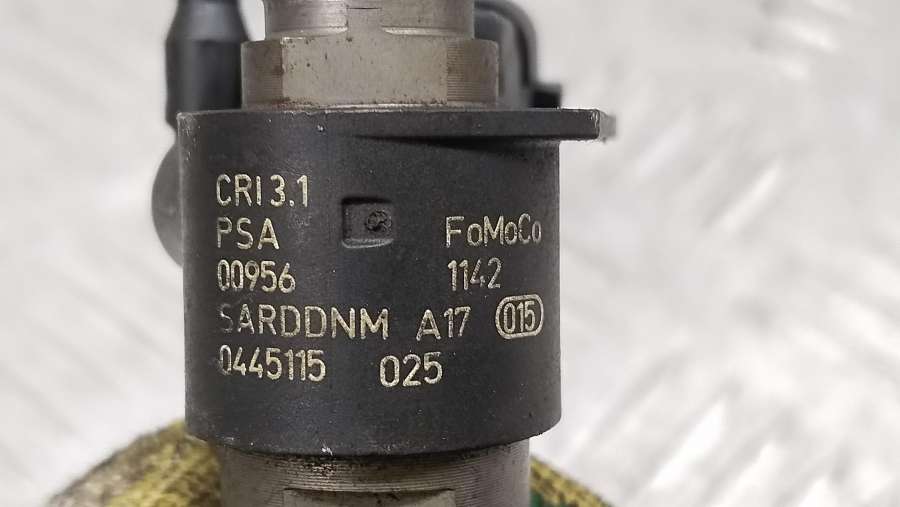 CRI 3.1
PSA FoMoCo
00956 1142
SARDDNM A17 015
0445115 025